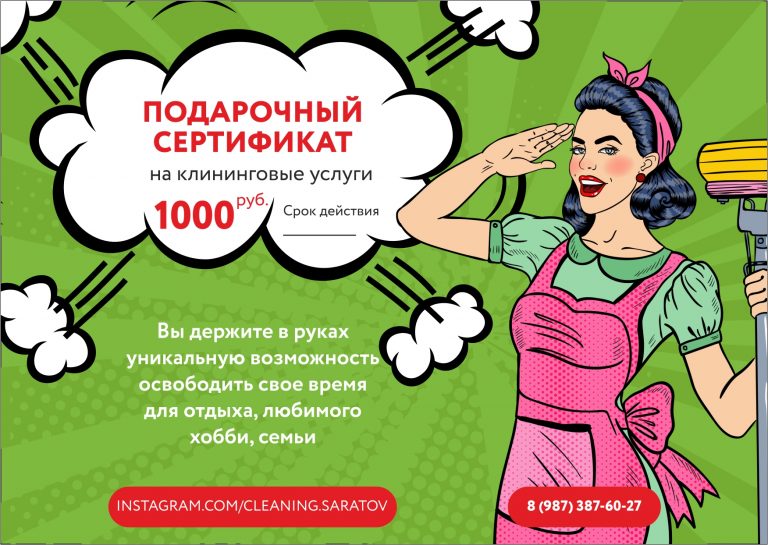 ПОДАРОЧНЫЙ
СЕРТИФИКАТ
на клининговые услуги
1000 руб. Срок действия
Вы держите в руках
уникальную возможность
освободить свое время
для отдыха, любимого
хобби, семьи
INSTAGRAM.COM/CLEANING.SARATOV
8 (987) 387-60-27